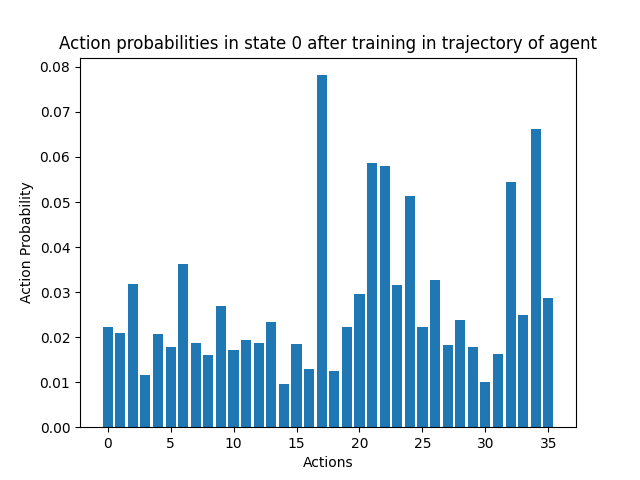 Action probabilities in state 0 after training in trajectory of agent
0.08
0.07
0.06
0.05
0.04
0.03
0.02
0.01
0.00
Action Probability
0 5 10 15 20 25 30 35
Actions